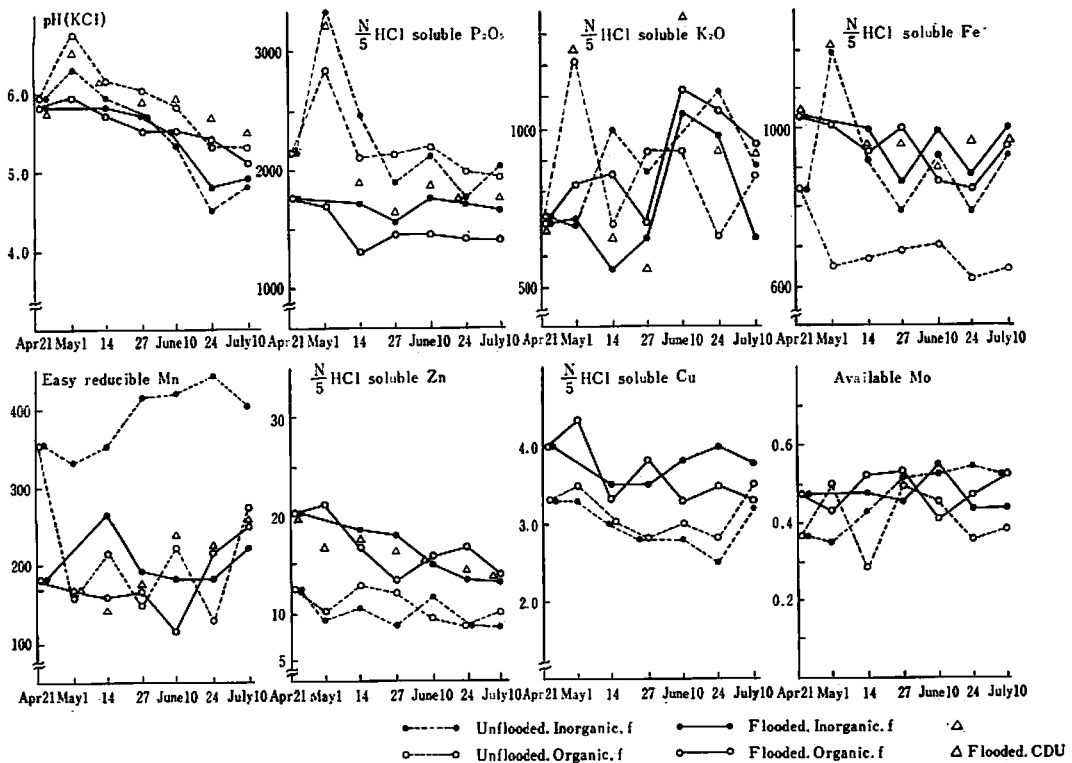 pH(KCl)
6.0
5.0
4.0
Apr21 May1 14 27 June10 24 July10
N/5 HCl soluble P₂O₅
3000
2000
1000
Apr21 May1 14 27 June10 24 July10
N/5 HCl soluble K₂O
1000
500
Apr21 May1 14 27 June10 24 July10
N/5 HCl soluble Fe
1000
600
Apr21 May1 14 27 June10 24 July10
Easy reducible Mn
400
300
200
100
Apr21 May1 14 27 June10 24 July10
N/5 HCl soluble Zn
30
20
10
5
Apr21 May1 14 27 June10 24 July10
N/5 HCl soluble Cu
4.0
3.0
2.0
Apr21 May1 14 27 June10 24 July10
Available Mo
0.6
0.4
0.2
0
Apr21 May1 14 27 June10 24 July10
Unflooded. Inorganic. f Flooded. Inorganic. f
Unflooded. Organic. f Flooded. Organic. f Flooded. CDU